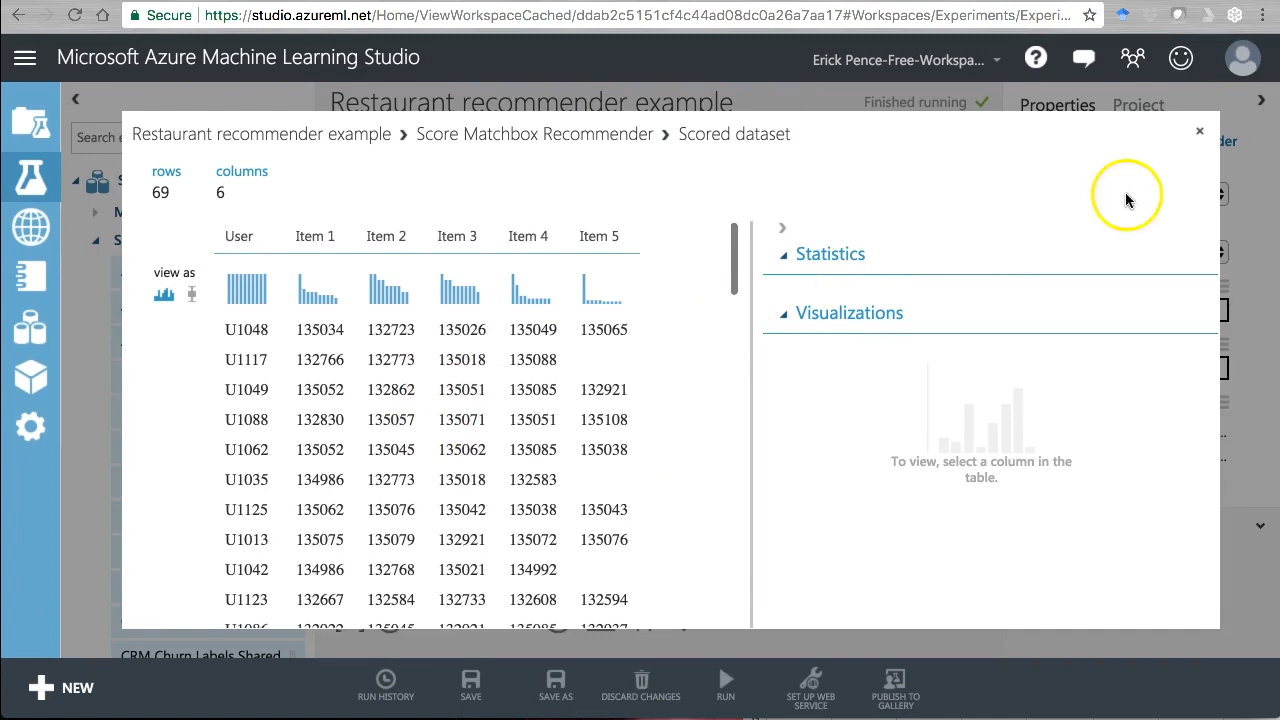 Secure https://studio.azureml.net/Home/ViewWorkspaceCached/ddab2c5151cf4c44ad08dc0a26a7aa17#Workspaces/Experiments/Experi...
Microsoft Azure Machine Learning Studio
Erick Pence-Free-Workspa...
Restaurant recommender example
Finished running
Properties Project
Search e
Restaurant recommender example > Score Matchbox Recommender > Scored dataset
rows columns
69 6
User Item 1 Item 2 Item 3 Item 4 Item 5
view as
U1048 135034 132723 135026 135049 135065
U1117 132766 132773 135018 135088
U1049 135052 132862 135051 135085 132921
U1088 132830 135057 135071 135051 135108
U1062 135052 135045 135062 135085 135038
U1035 134986 132773 135018 132583
U1125 135062 135076 135042 135038 135043
U1013 135075 135079 132921 135072 135076
U1042 134986 132768 135021 134992
U1123 132667 132584 132733 132608 132594
Statistics
Visualizations
To view, select a column in the
table.
CRM Churn Labels Shared
NEW
RUN HISTORY
SAVE
SAVE AS
DISCARD CHANGES
RUN
SET UP WEB
SERVICE
PUBLISH TO
GALLERY